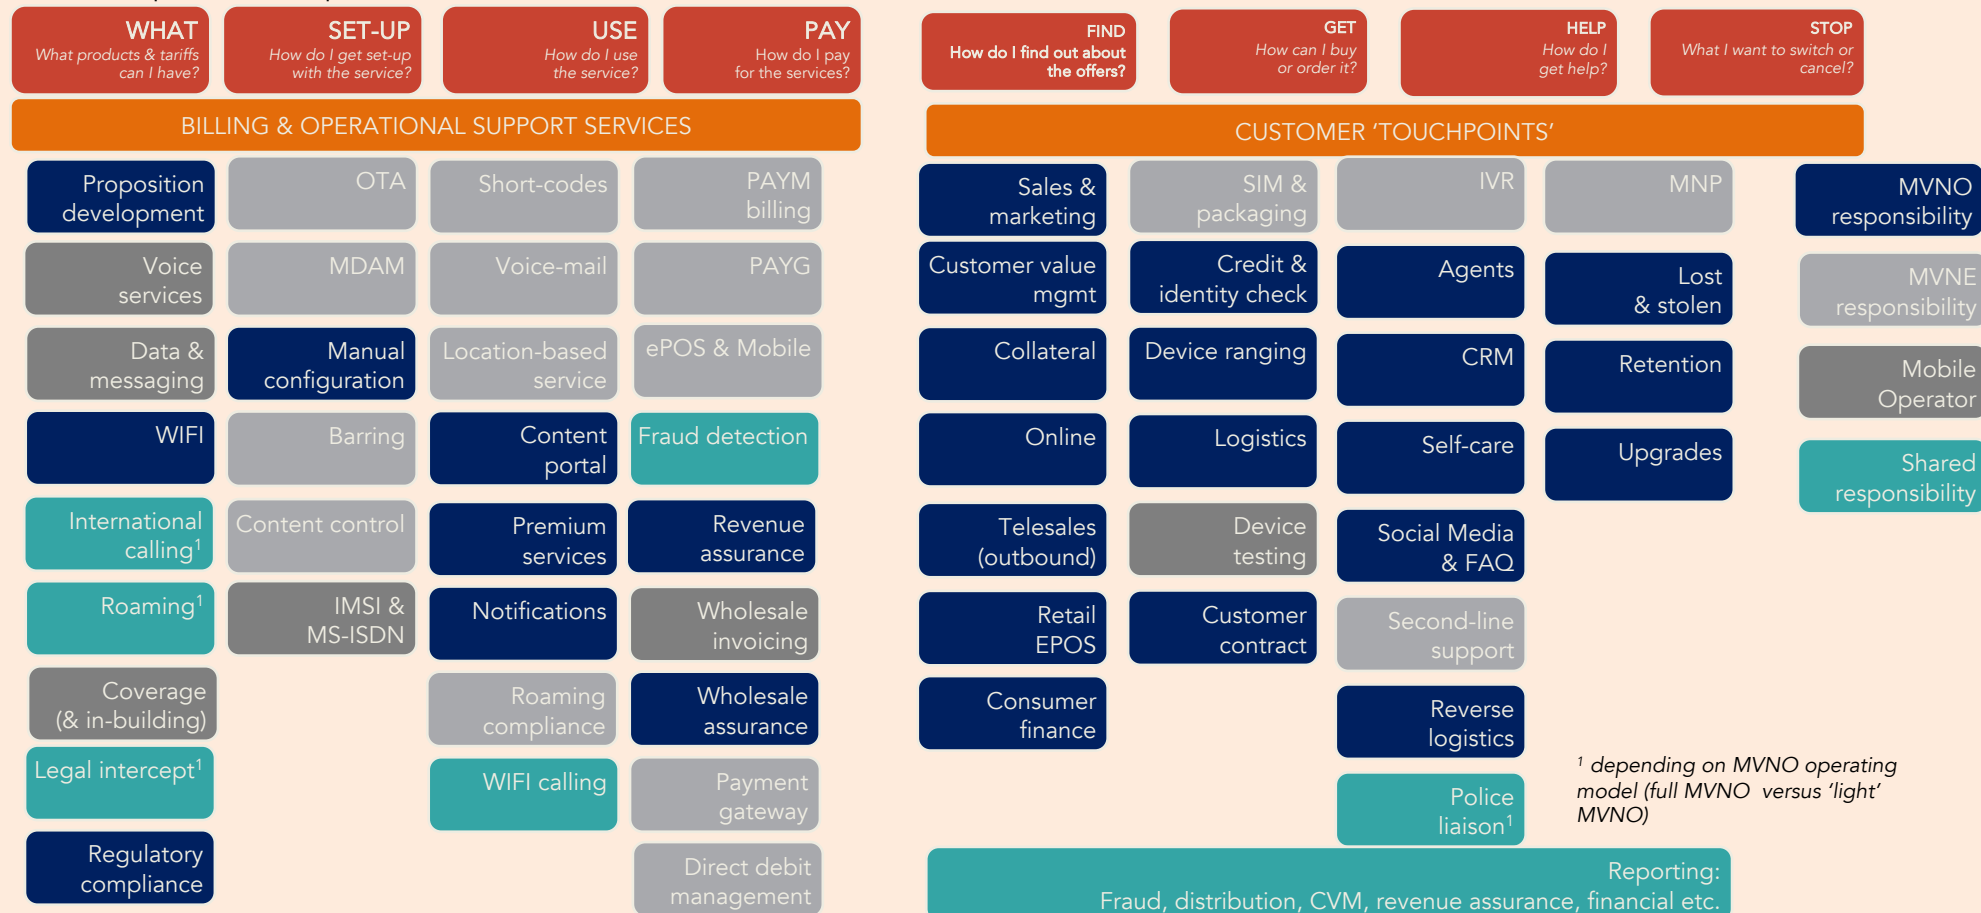 WHAT
What products & tariffs
can I have?
SET-UP
How do I get set-up
with the service?
USE
How do I use
the service?
PAY
How do I pay
for the services?
FIND
How do I find out about
the offers?
GET
How can I buy
or order it?
HELP
How do I
get help?
STOP
What I want to switch or
cancel?
BILLING & OPERATIONAL SUPPORT SERVICES
CUSTOMER ‘TOUCHPOINTS’
Proposition
development
Voice
services
Data &
messaging
WIFI
International
calling¹
Roaming¹
Coverage
(& in-building)
Legal intercept¹
Regulatory
compliance
OTA
MDAM
Manual
configuration
Barring
Content control
IMSI &
MS-ISDN
Short-codes
Voice-mail
Location-based
service
Content
portal
Premium
services
Notifications
Roaming
compliance
WIFI calling
PAYM
billing
PAYG
ePOS & Mobile
Fraud detection
Revenue
assurance
Wholesale
invoicing
Wholesale
assurance
Payment
gateway
Direct debit
management
Sales &
marketing
Customer value
mgmt
Collateral
Online
Telesales
(outbound)
Retail
EPOS
Consumer
finance
SIM &
packaging
Credit &
identity check
Device ranging
Logistics
Device
testing
Customer
contract
IVR
Agents
CRM
Self-care
Social Media
& FAQ
Second-line
support
Reverse
logistics
Police
liaison¹
MNP
Lost
& stolen
Retention
Upgrades
MVNO
responsibility
MVNE
responsibility
Mobile
Operator
Shared
responsibility
¹ depending on MVNO operating
model (full MVNO versus ‘light’
MVNO)
Reporting:
Fraud, distribution, CVM, revenue assurance, financial etc.